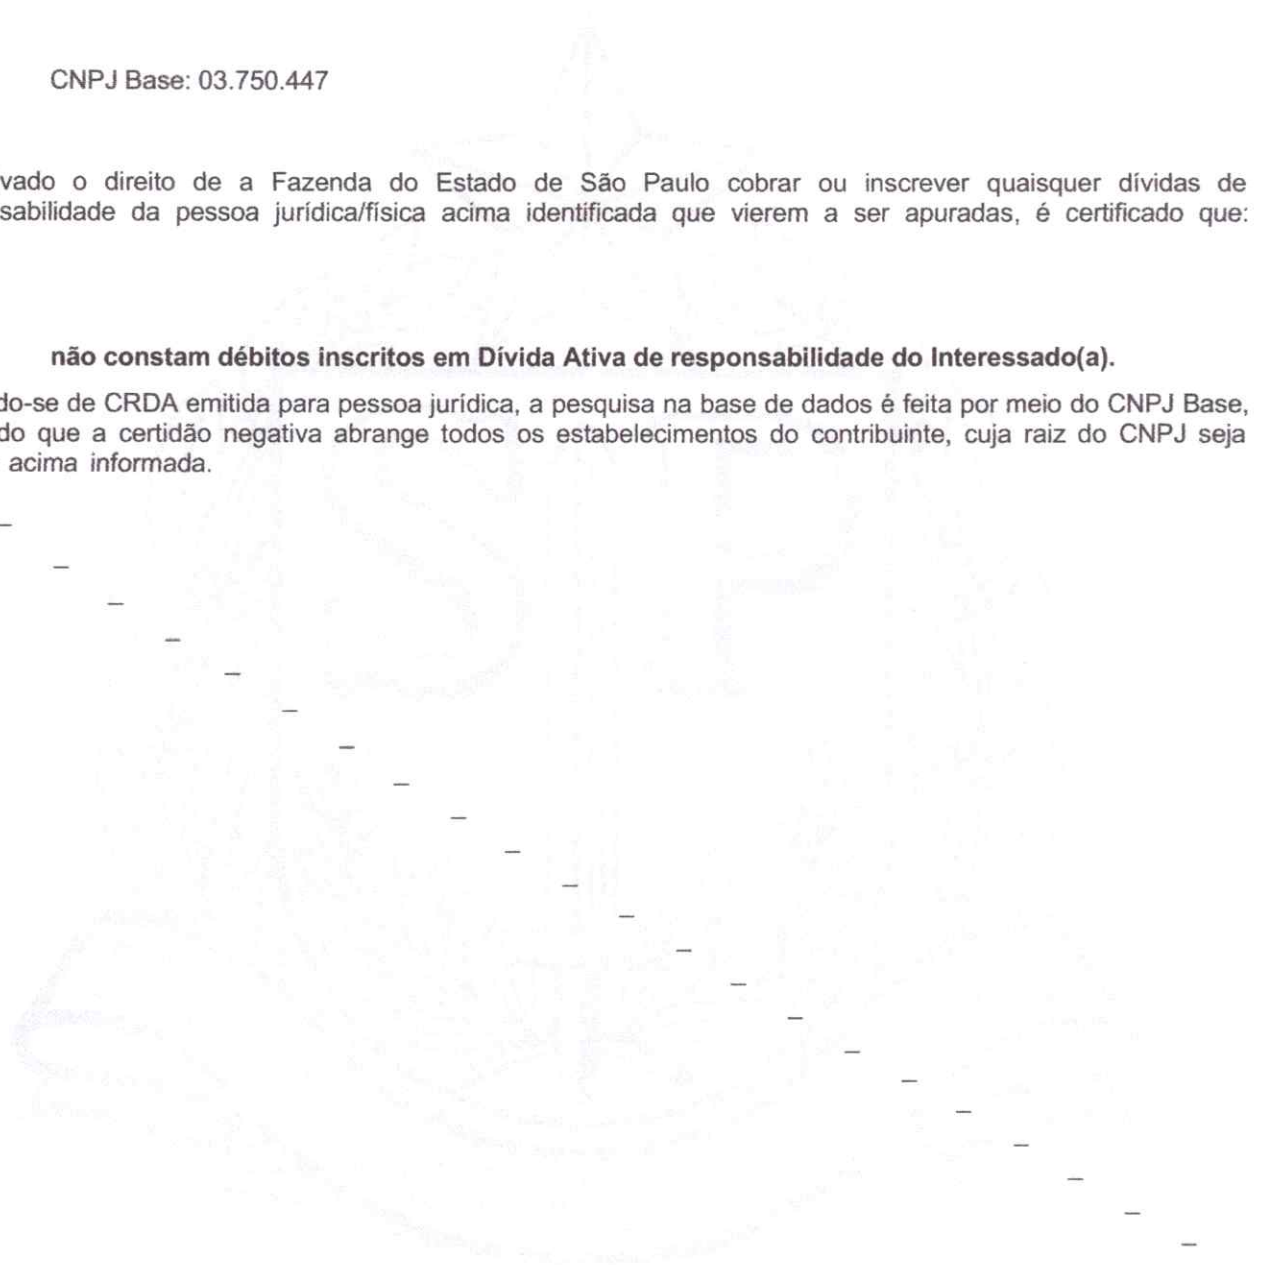 CNPJ Base: 03.750.447
vado o direito de a Fazenda do Estado de São Paulo cobrar ou inscrever quaisquer dívidas de
sabilidade da pessoa jurídica/física acima identificada que vierem a ser apuradas, é certificado que:
não constam débitos inscritos em Dívida Ativa de responsabilidade do Interessado(a).
do-se de CRDA emitida para pessoa jurídica, a pesquisa na base de dados é feita por meio do CNPJ Base,
do que a certidão negativa abrange todos os estabelecimentos do contribuinte, cuja raiz do CNPJ seja
acima informada.